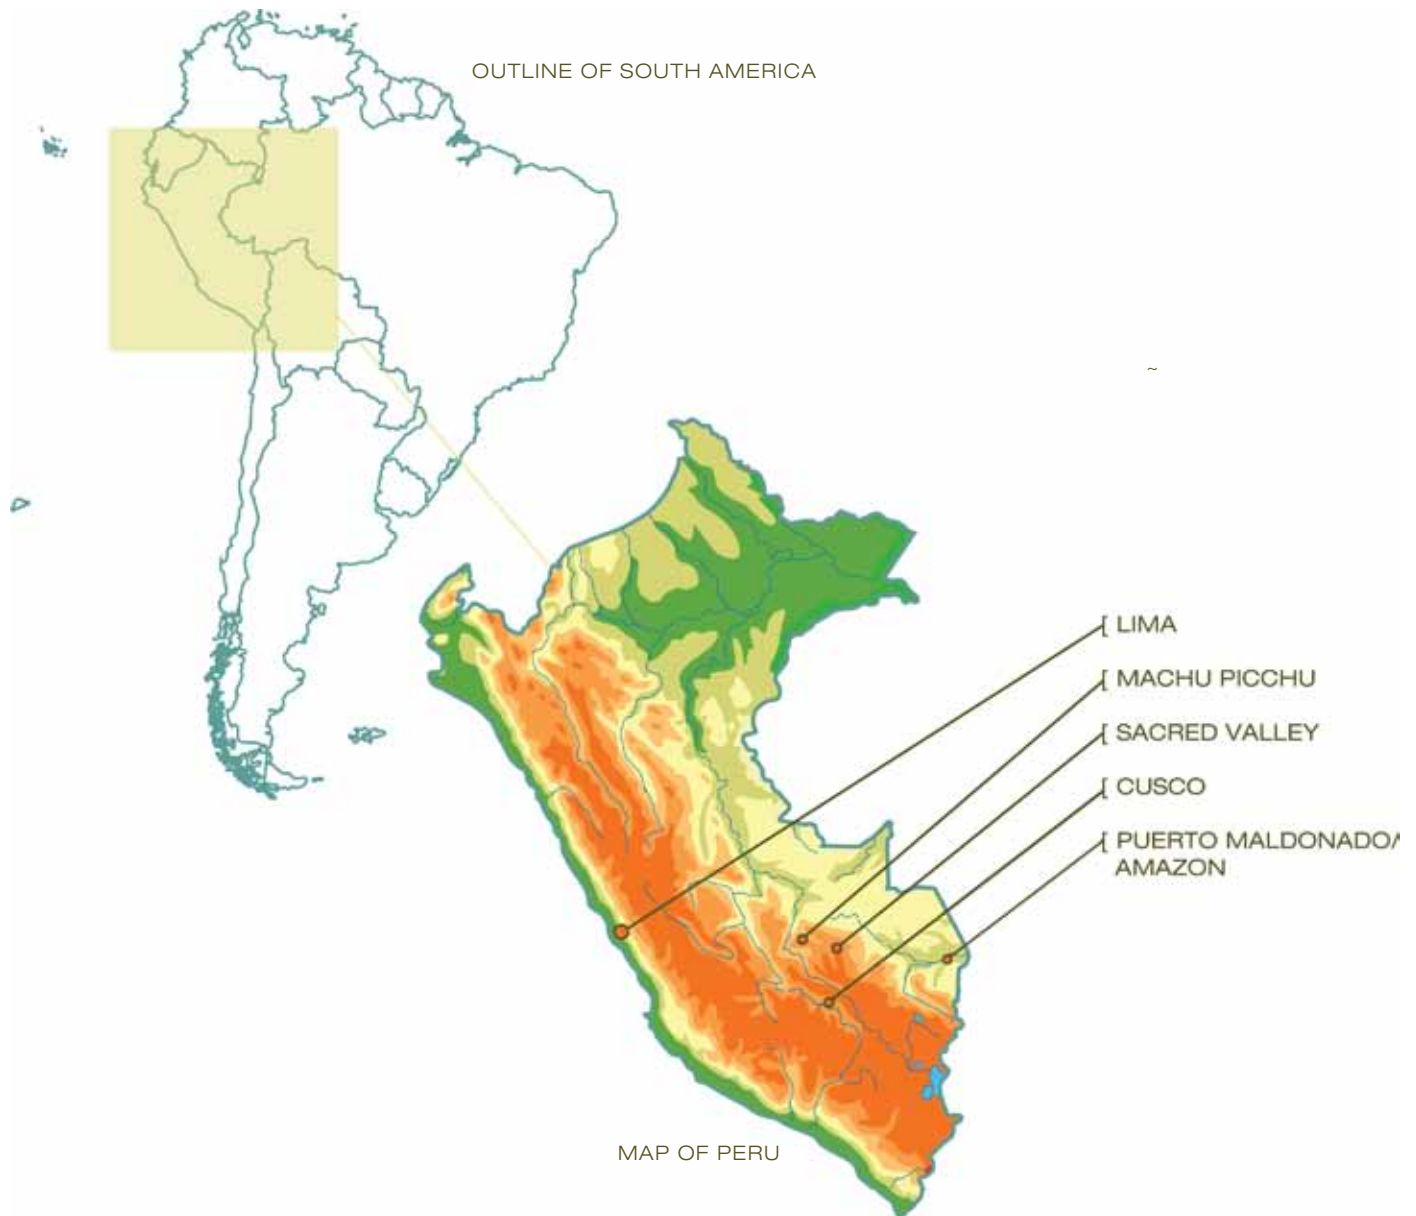 OUTLINE OF SOUTH AMERICA
~
[ LIMA
[ MACHU PICCHU
[ SACRED VALLEY
[ CUSCO
[ PUERTO MALDONADO/
AMAZON
MAP OF PERU